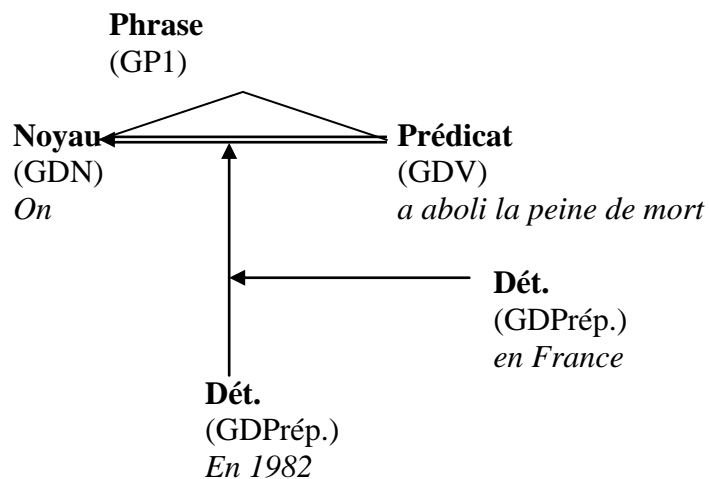 Phrase
(GP1)
Noyau
(GDN)
On
Prédicat
(GDV)
a aboli la peine de mort
Dét.
(GDPrép.)
en France
Dét.
(GDPrép.)
En 1982